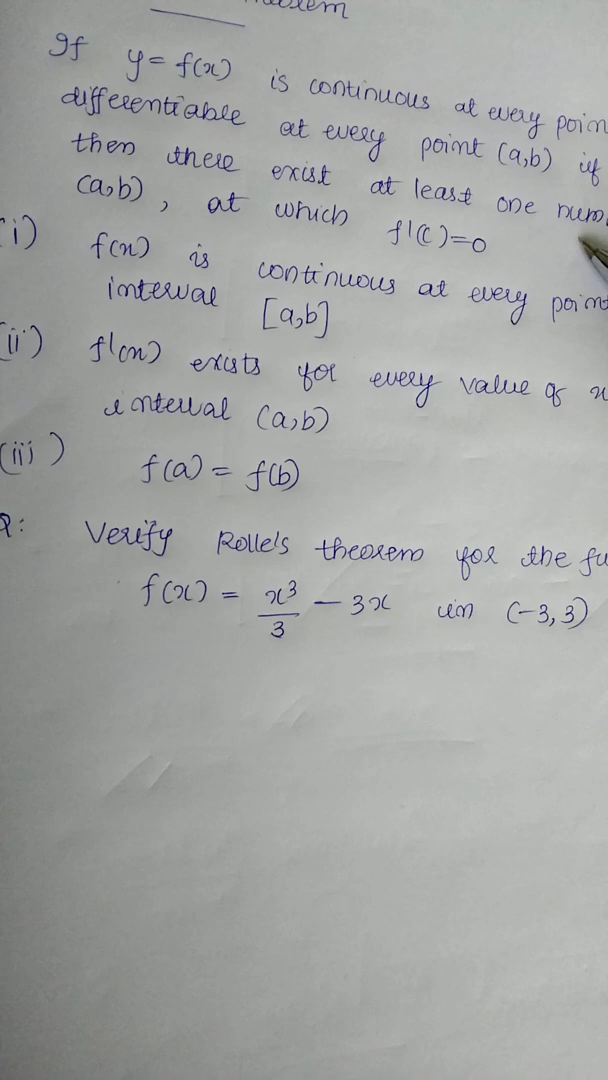 If y = f(x) is continuous at every poin
differentiable at every point (a,b) if
then there exist at least one num
(a,b), at which f'(c)=0
i) f(x) is continuous at every point
interval [a,b]
(ii) f'(x) exists for every value of x
interval (a,b)
(iii) f(a) = f(b)
Q: Verify Rolle's theorem for the fu
f(x) = x³/3 - 3x in (-3,3)